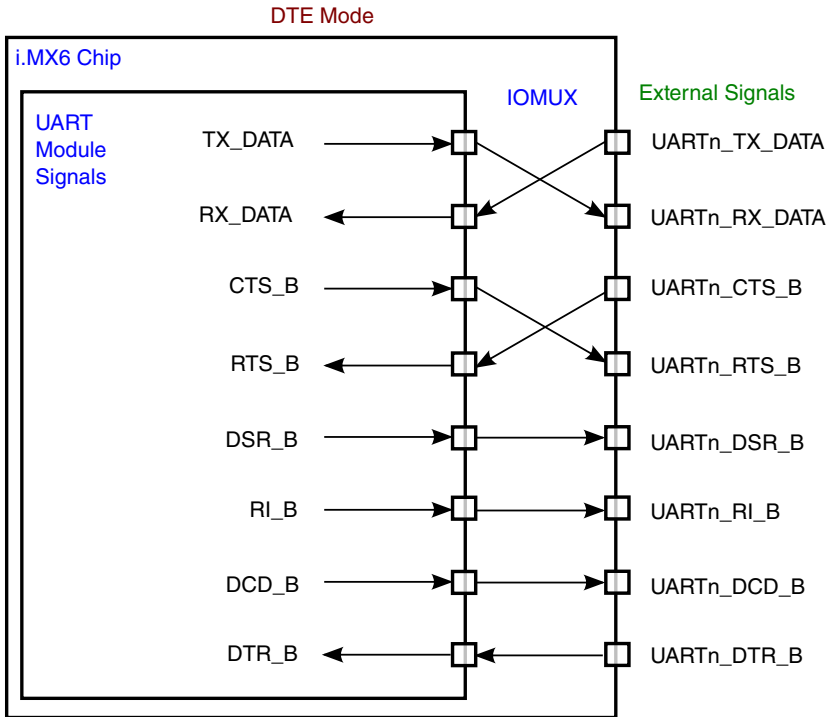 DTE Mode
i.MX6 Chip
IOMUX
External Signals
UART
Module
Signals
TX_DATA
UARTn_TX_DATA
RX_DATA
UARTn_RX_DATA
CTS_B
UARTn_CTS_B
RTS_B
UARTn_RTS_B
DSR_B
UARTn_DSR_B
RI_B
UARTn_RI_B
DCD_B
UARTn_DCD_B
DTR_B
UARTn_DTR_B